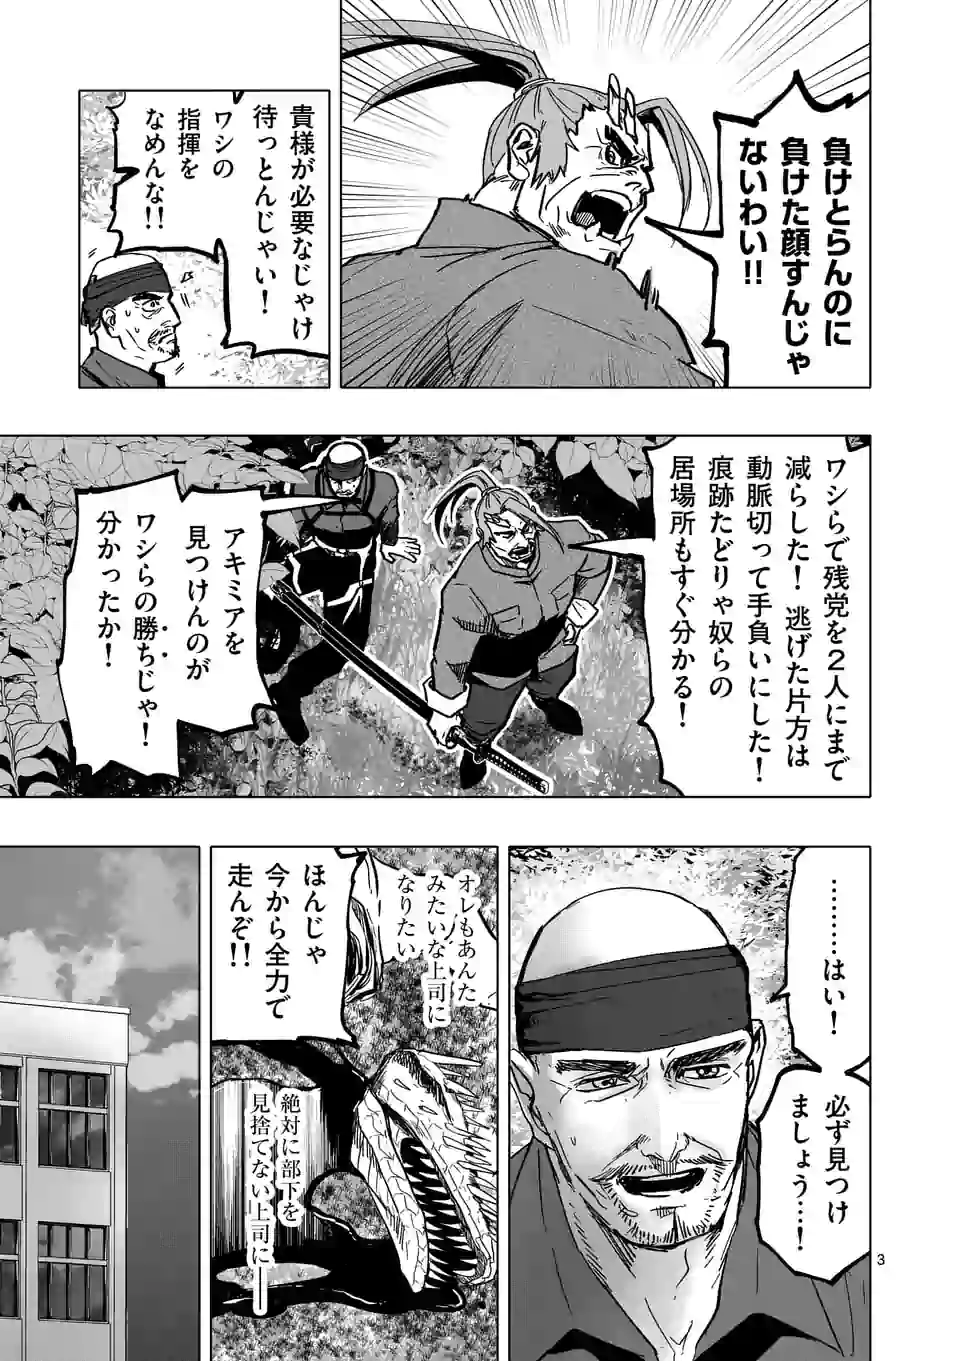 負けとらんのに
負けた顔すんじゃ
ないわい!!
貴様が必要なじゃけ
待っとんじゃい!
ワシの
指揮を
なめんな!!
ワシらで残党を2人にまで
減らした! 逃げた片方は
動脈切って手負いにした!
痕跡たどりゃ奴らの
居場所もすぐ分かる!
アキミアを
見つけんのが
ワシらの勝ちじゃ!
分かったか!
………はい!
必ず見つけ
ましょう…!
オレもあんた
みたいな上司に
なりたい
ほんじゃ
今から全力で
走んぞ!!
絶対に部下を
見捨てない上司に──
3